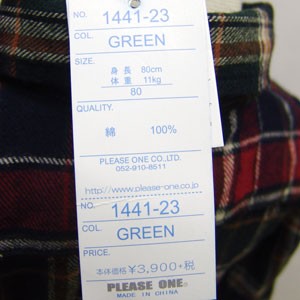 NO. 1441-23
COL. GREEN
SIZE.
身長 80cm
体重 11kg
80
QUALITY.
綿 100%
PLEASE ONE CO.,LTD.
052-910-8511
http://www.please-one.co.jp
NO. 1441-23
COL. GREEN
PRICE.
本体価格 ¥3,900+税
PLEASE ONE.
MADE IN CHINA